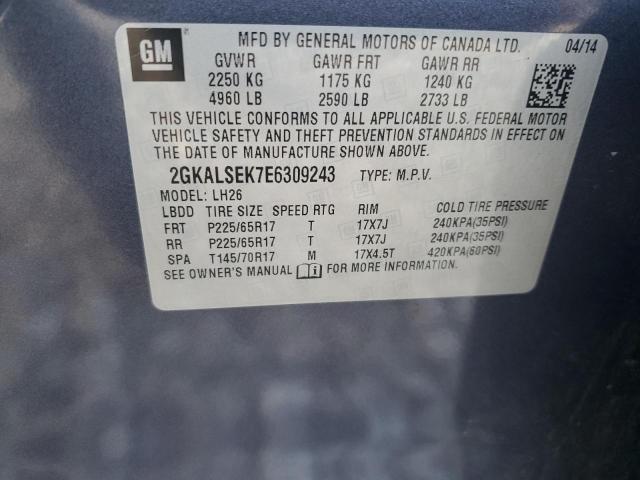 GM
MFD BY GENERAL MOTORS OF CANADA LTD. 04/14
GVWR GAWR FRT GAWR RR
2250 KG 1175 KG 1240 KG
4960 LB 2590 LB 2733 LB
THIS VEHICLE CONFORMS TO ALL APPLICABLE U.S. FEDERAL MOTOR
VEHICLE SAFETY AND THEFT PREVENTION STANDARDS IN EFFECT ON
THE DATE OF MANUFACTURE SHOWN ABOVE.
2GKALSEK7E6309243 TYPE: M.P.V.
MODEL: LH26
LBDD TIRE SIZE SPEED RTG RIM COLD TIRE PRESSURE
FRT P225/65R17 T 17X7J 240KPA(35PSI)
RR P225/65R17 T 17X7J 240KPA(35PSI)
SPA T145/70R17 M 17X4.5T 420KPA(60PSI)
SEE OWNER'S MANUAL FOR MORE INFORMATION.